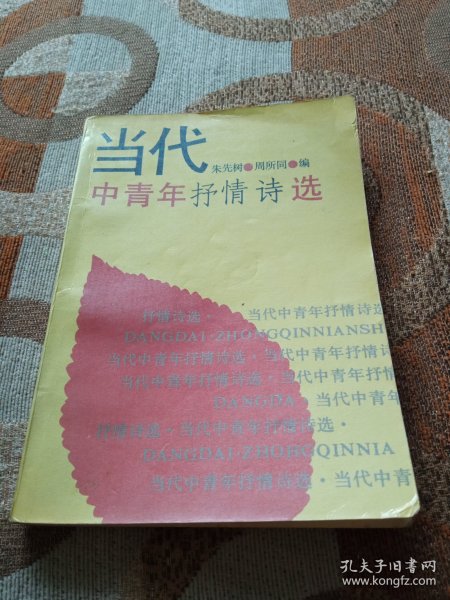 当代
朱先树●周所同●编
中青年抒情诗选
抒情诗选·　当代中青年抒情诗选
DANGDAI·ZHONGQINNIANSH
当代中青年抒情诗选·当代中青年抒情诗
当代中青年抒情诗选·当代中青年抒情
DANGDA·当代中青年
抒情诗选·当代中青年抒情诗选·
DANGDAI·ZHOHGQINNIA
当代中青年抒情诗选·当代中青
孔夫子旧书网
www.kongfz.com